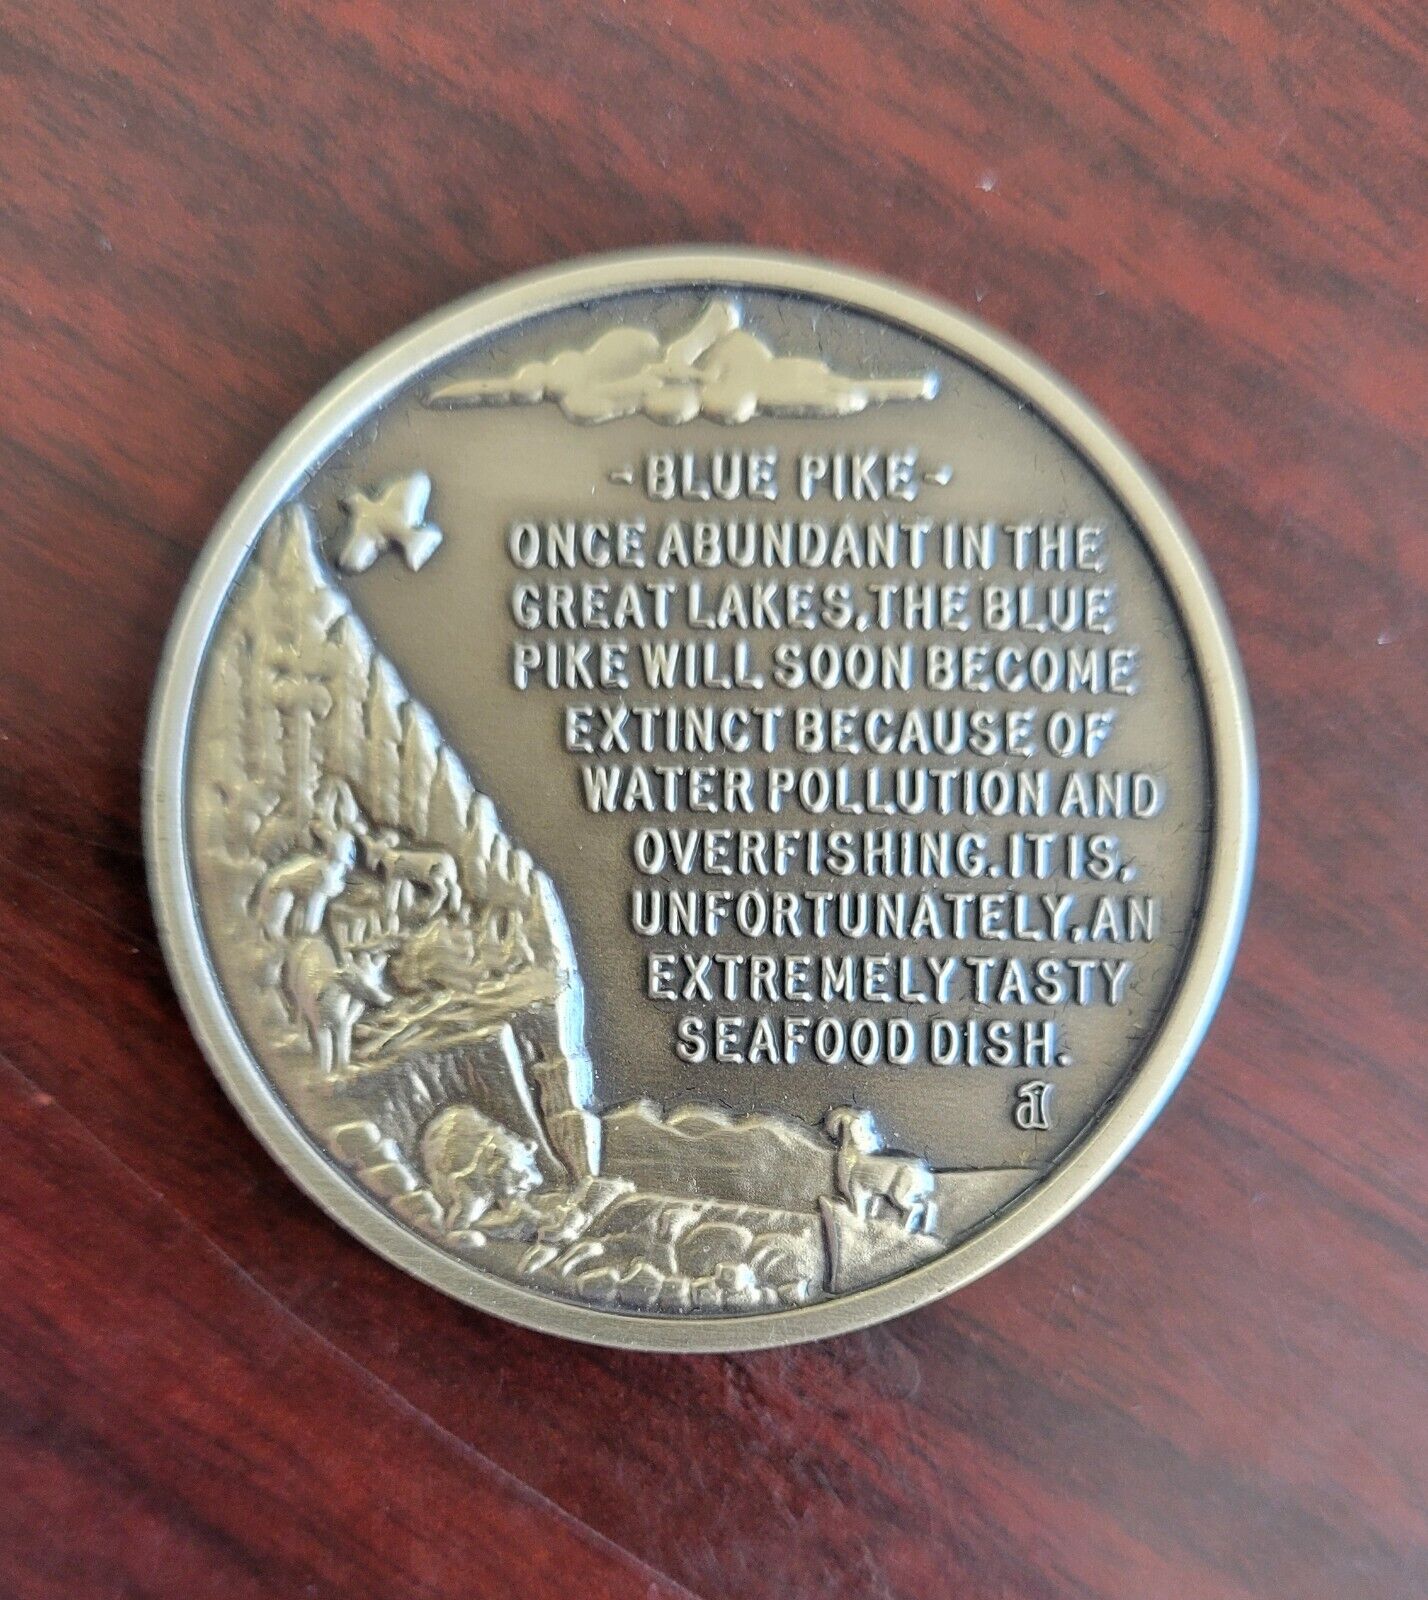 -BLUE PIKE-
ONCE ABUNDANT IN THE
GREAT LAKES, THE BLUE
PIKE WILL SOON BECOME
EXTINCT BECAUSE OF
WATER POLLUTION AND
OVERFISHING. IT IS,
UNFORTUNATELY, AN
EXTREMELY TASTY
SEAFOOD DISH.